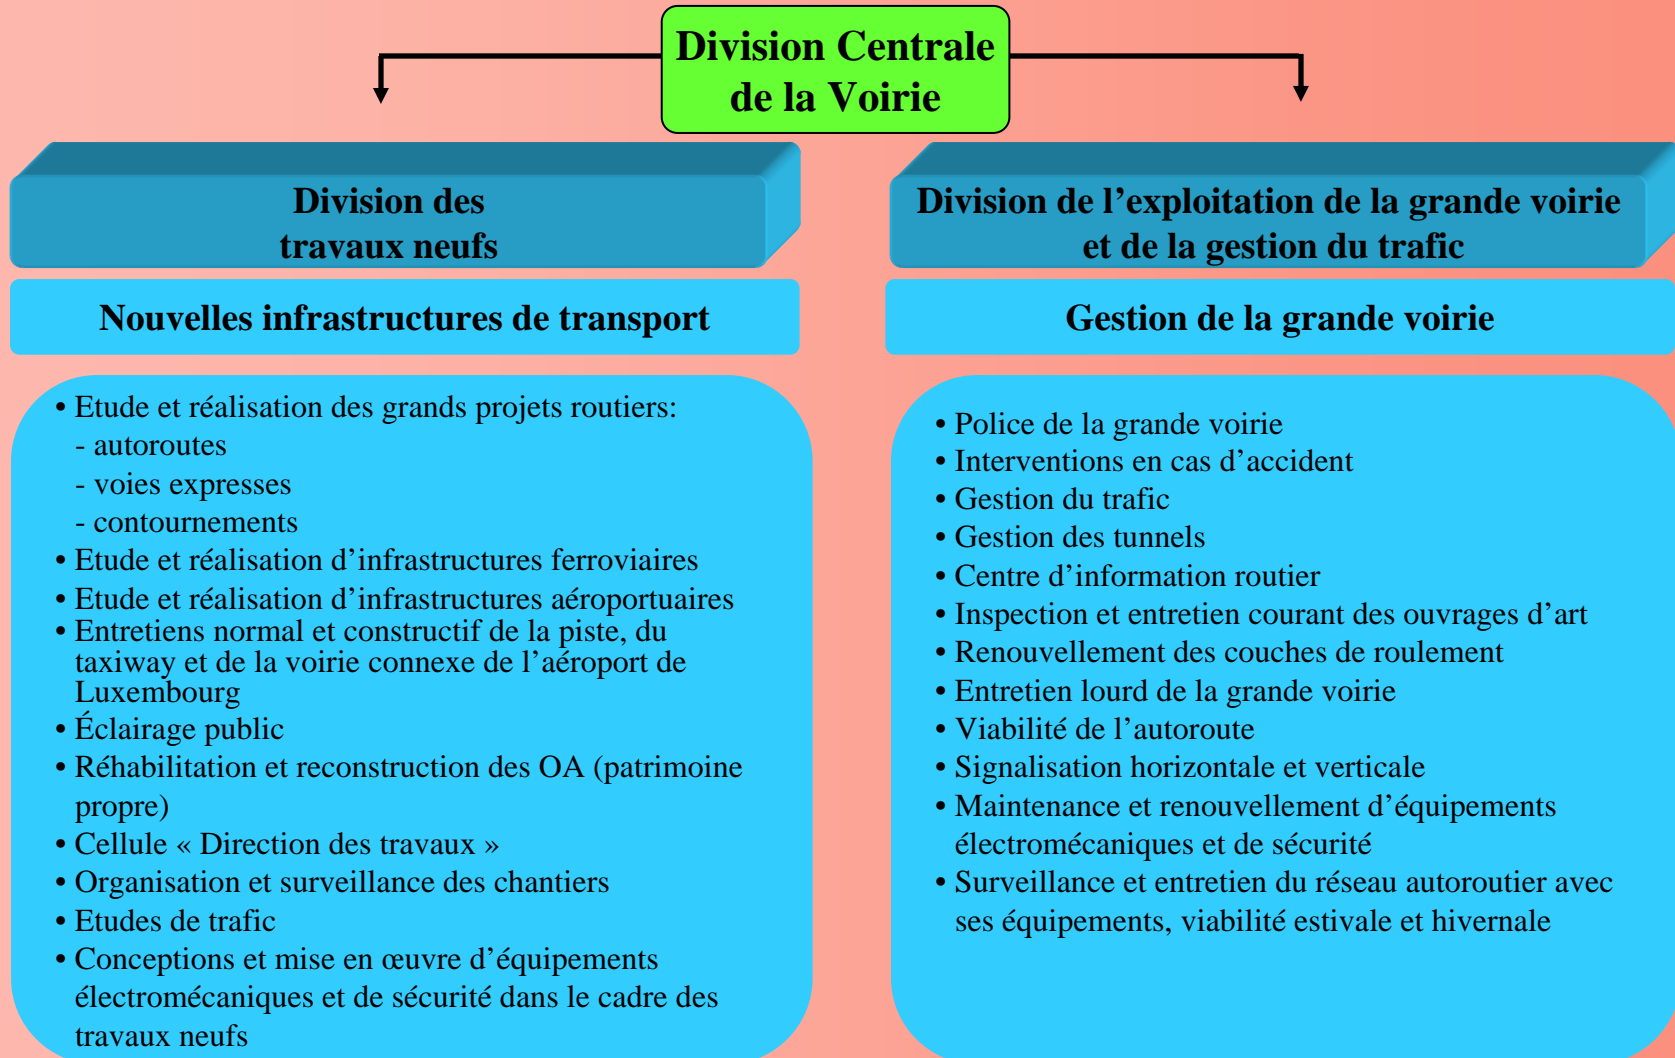 Division Centrale
de la Voirie
Division des
travaux neufs
Nouvelles infrastructures de transport
• Etude et réalisation des grands projets routiers:
- autoroutes
- voies expresses
- contournements
• Etude et réalisation d’infrastructures ferroviaires
• Etude et réalisation d’infrastructures aéroportuaires
• Entretiens normal et constructif de la piste, du
taxiway et de la voirie connexe de l’aéroport de
Luxembourg
• Éclairage public
• Réhabilitation et reconstruction des OA (patrimoine
propre)
• Cellule « Direction des travaux »
• Organisation et surveillance des chantiers
• Etudes de trafic
• Conceptions et mise en œuvre d’équipements
électromécaniques et de sécurité dans le cadre des
travaux neufs
Division de l’exploitation de la grande voirie
et de la gestion du trafic
Gestion de la grande voirie
• Police de la grande voirie
• Interventions en cas d’accident
• Gestion du trafic
• Gestion des tunnels
• Centre d’information routier
• Inspection et entretien courant des ouvrages d’art
• Renouvellement des couches de roulement
• Entretien lourd de la grande voirie
• Viabilité de l’autoroute
• Signalisation horizontale et verticale
• Maintenance et renouvellement d’équipements
électromécaniques et de sécurité
• Surveillance et entretien du réseau autoroutier avec
ses équipements, viabilité estivale et hivernale